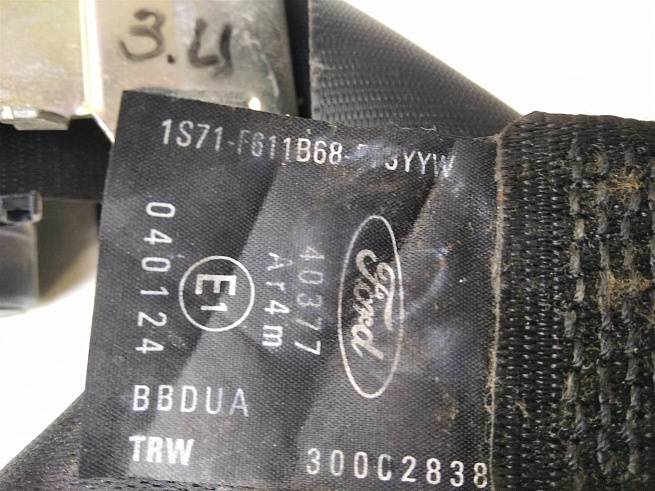 3.4
1S71-F611B68-
040124
E1
40377
Ar4m
Ford
BBDUA
TRW
300C2838